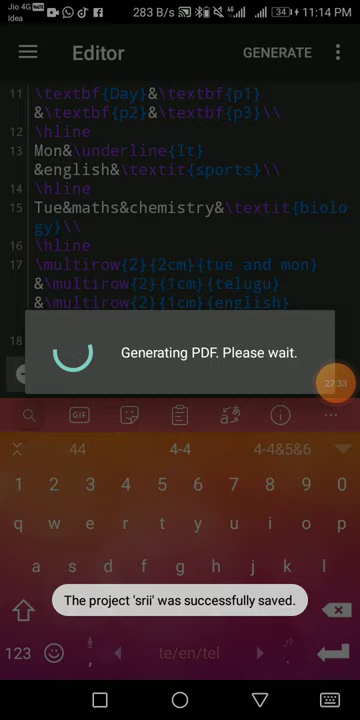 Jio 4G VoLTE
Idea
283 B/s
4G
34
11:14 PM
Editor
GENERATE
11 \textbf{Day}&\textbf{p1}
&\textbf{p2}&\textbf{p3}\\
12 \hline
13 Mon&\underline{lt}
&english&\textit{sports}\\
14 \hline
15 Tue&maths&chemistry&\textit{biolo
gy}\\
16 \hline
17 \multirow{2}{2cm}{tue and mon}
&\multirow{2}{1cm}{telugu}
&\multirow{2}{1cm}{english}
18
Generating PDF. Please wait.
27:33
GIF
44 4-4 4-4&5&6
1 2 3 4 5 6 7 8 9 0
q w e r t y u i o p
a s d f g h j k l
The project 'srii' was successfully saved.
123 , te/en/tel .